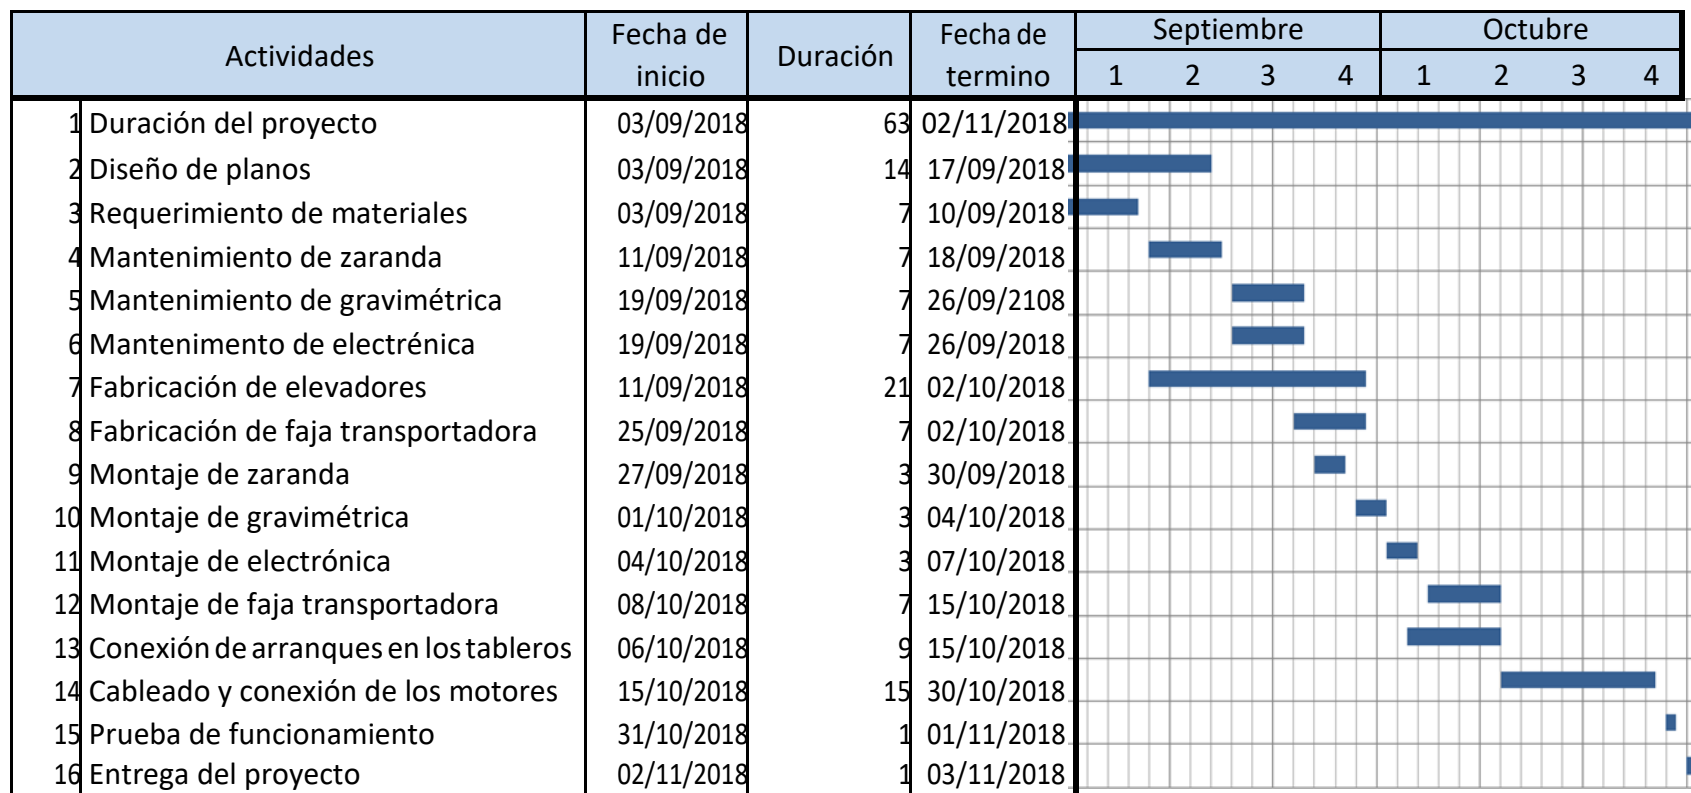 Actividades Fecha de inicio Duración Fecha de termino Septiembre Octubre
1 2 3 4 1 2 3 4
1 Duración del proyecto 03/09/2018 63 02/11/2018
2 Diseño de planos 03/09/2018 14 17/09/2018
3 Requerimiento de materiales 03/09/2018 7 10/09/2018
4 Mantenimiento de zaranda 11/09/2018 7 18/09/2018
5 Mantenimiento de gravimétrica 19/09/2018 7 26/09/2108
6 Mantenimento de electrénica 19/09/2018 7 26/09/2018
7 Fabricación de elevadores 11/09/2018 21 02/10/2018
8 Fabricación de faja transportadora 25/09/2018 7 02/10/2018
9 Montaje de zaranda 27/09/2018 3 30/09/2018
10 Montaje de gravimétrica 01/10/2018 3 04/10/2018
11 Montaje de electrónica 04/10/2018 3 07/10/2018
12 Montaje de faja transportadora 08/10/2018 7 15/10/2018
13 Conexión de arranques en los tableros 06/10/2018 9 15/10/2018
14 Cableado y conexión de los motores 15/10/2018 15 30/10/2018
15 Prueba de funcionamiento 31/10/2018 1 01/11/2018
16 Entrega del proyecto 02/11/2018 1 03/11/2018